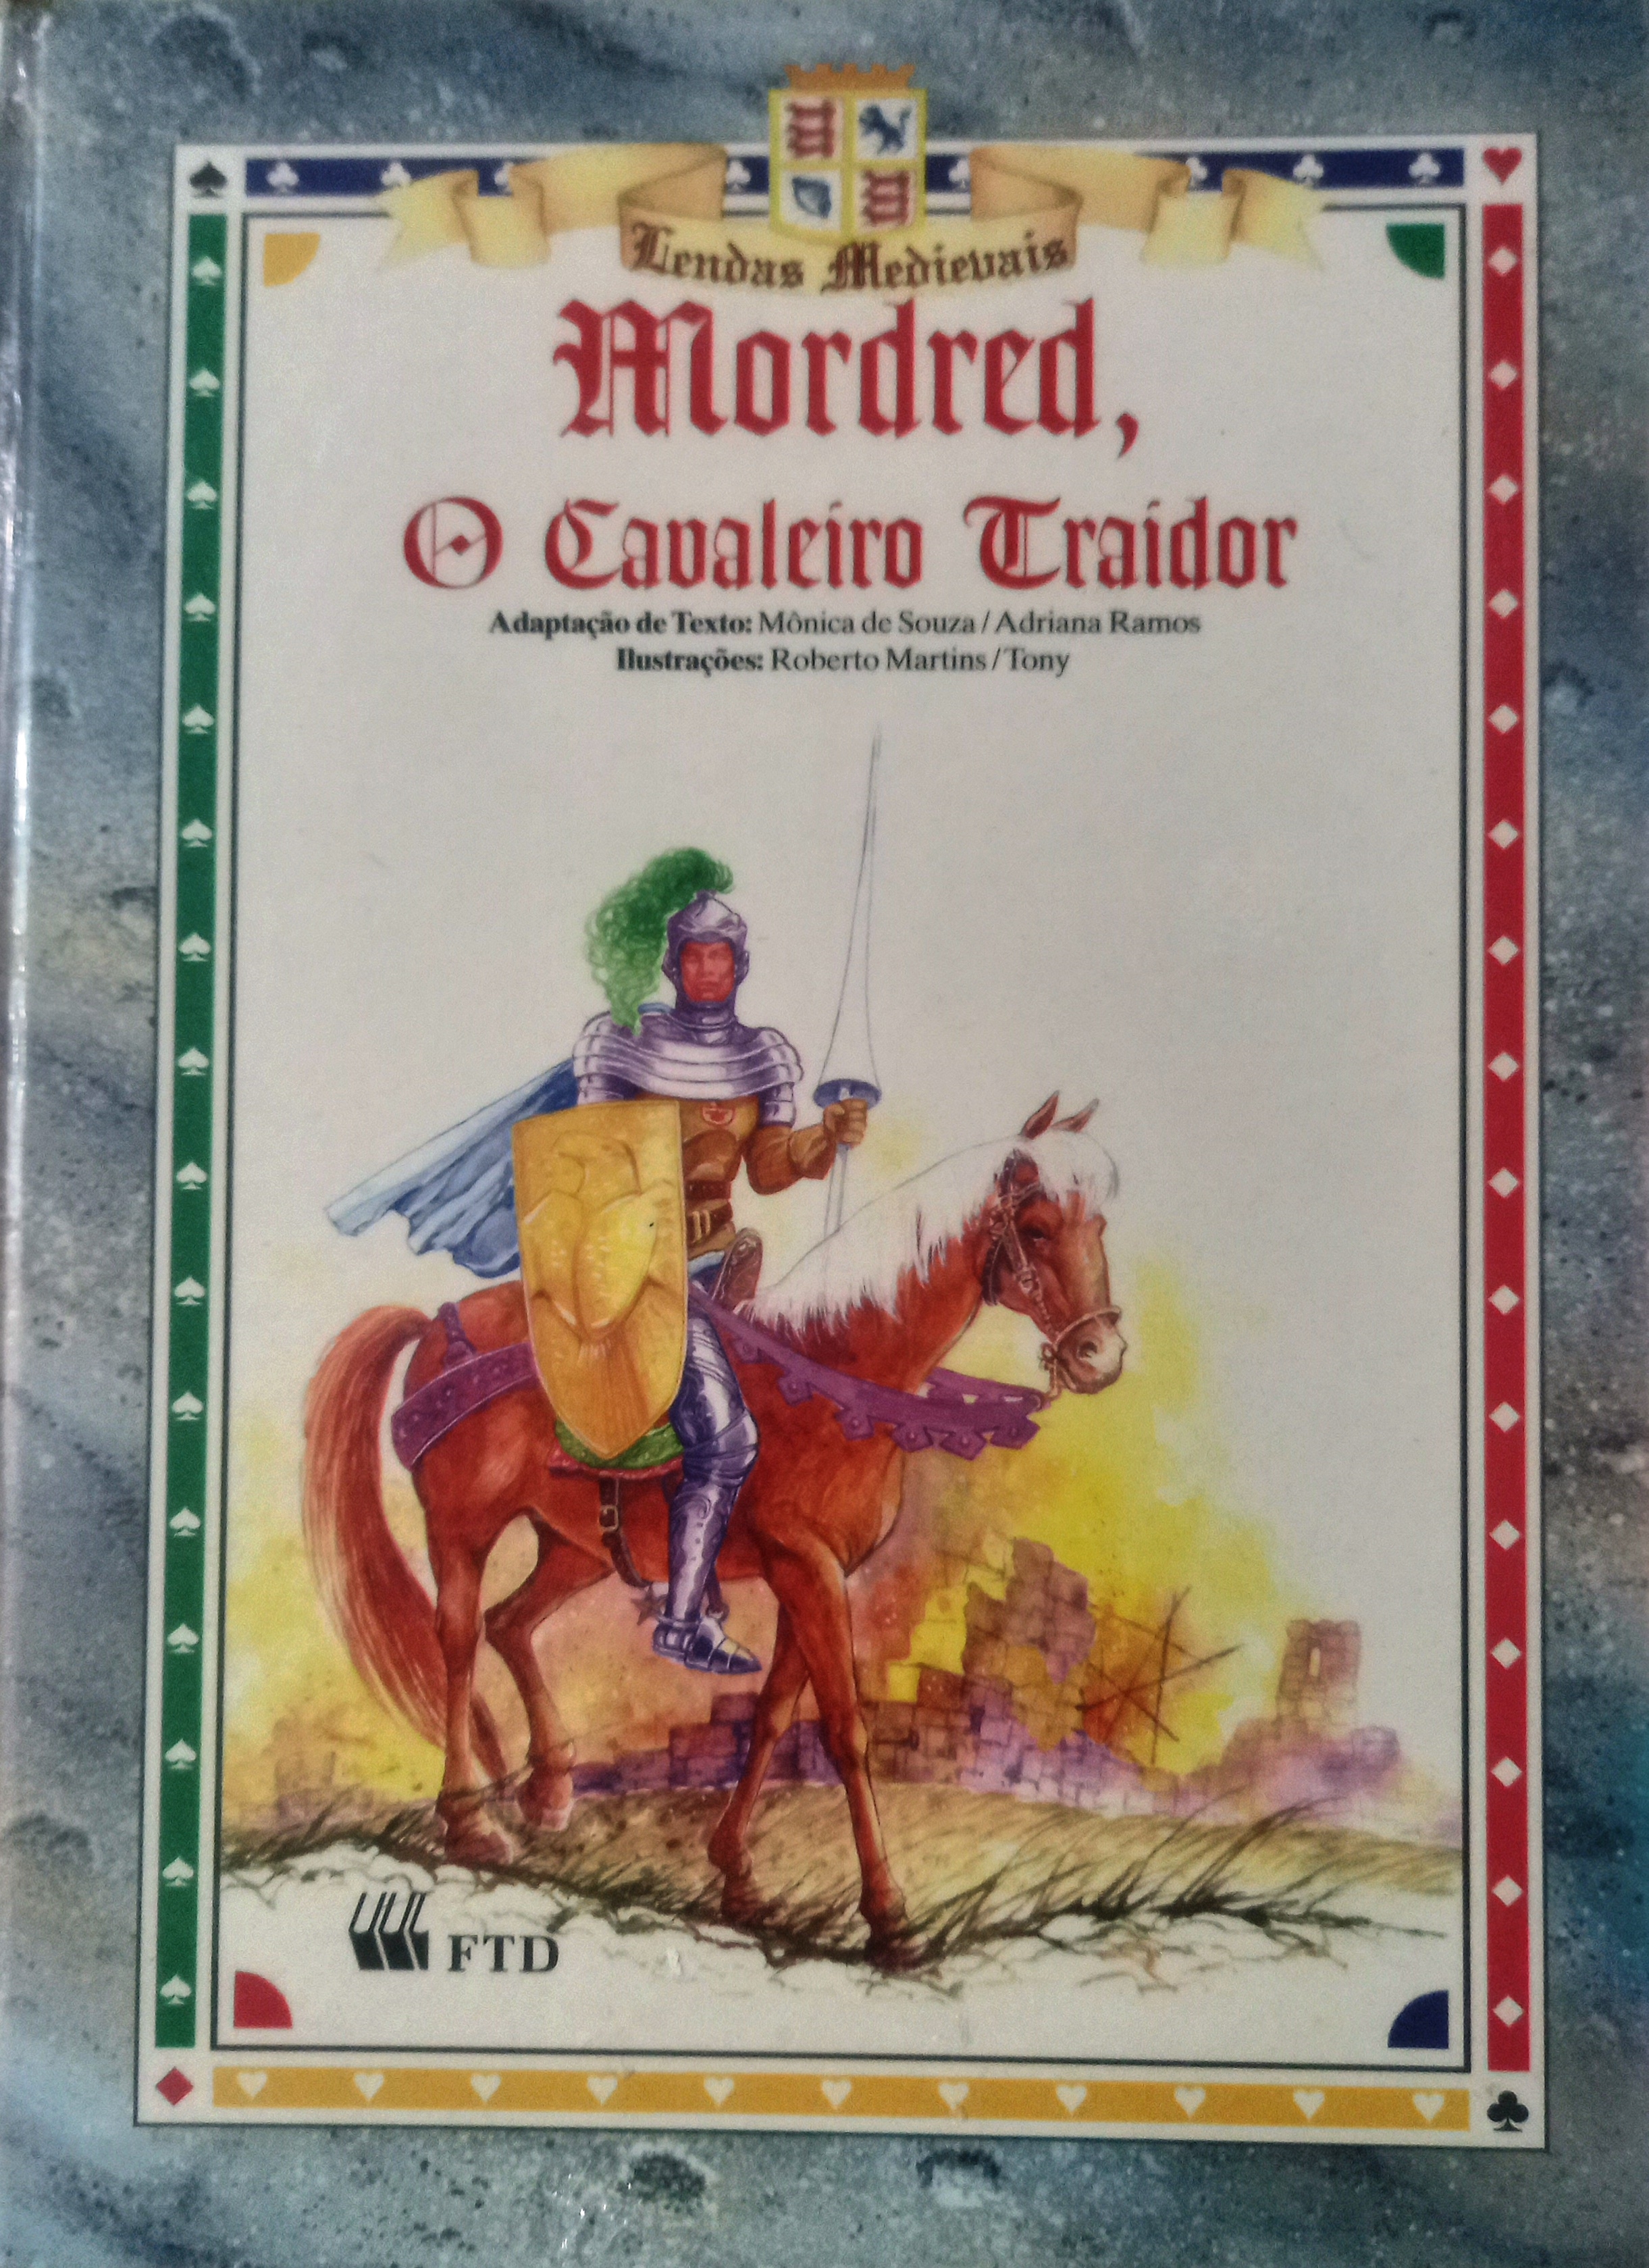 Lendas Medievais
Mordred,
O Cavaleiro Traidor
Adaptação de Texto: Mônica de Souza / Adriana Ramos
Ilustrações: Roberto Martins / Tony
FTD